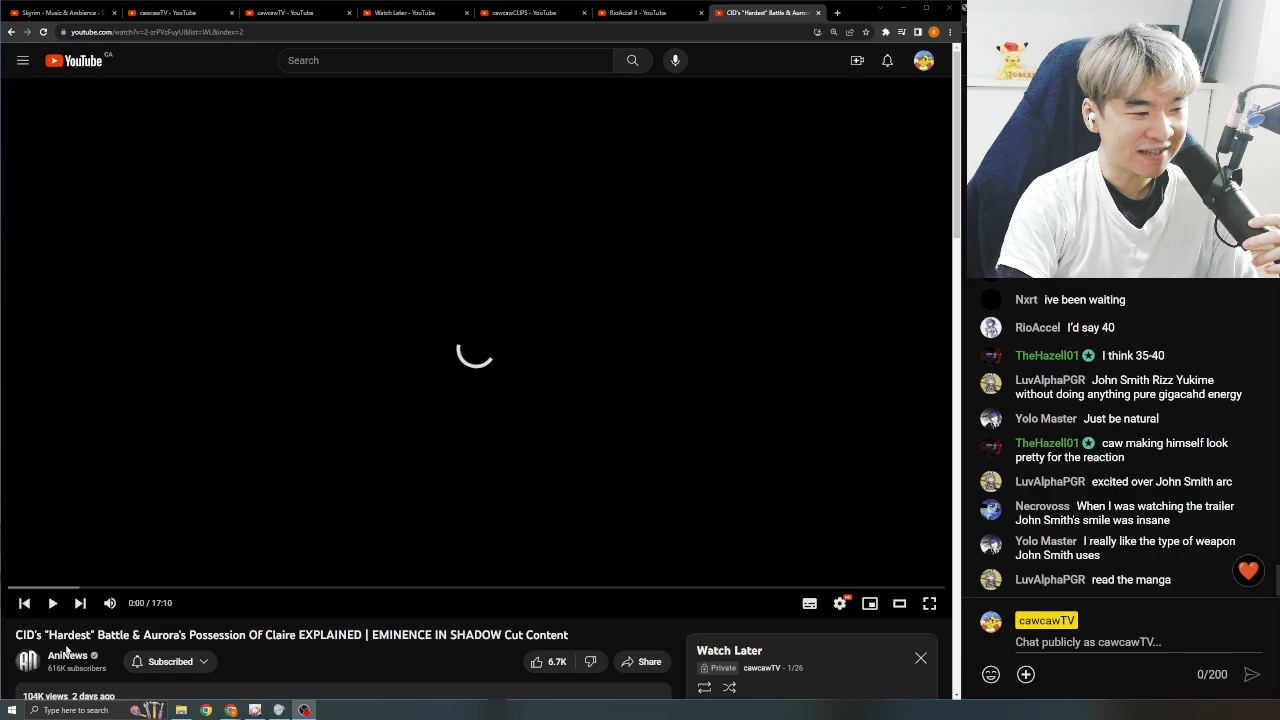 Skyrim - Music & Ambience -
cawcawTV - YouTube
cawcawTV - YouTube
Watch Later - YouTube
cawcawCLIPS - YouTube
RioAccel II - YouTube
CID's "Hardest" Battle & Aurora
youtube.com/watch?v=2-zrPVzFuyU&list=WL&index=2
YouTube CA
Search
0:00 / 17:10
HD
CID's "Hardest" Battle & Aurora's Possession Of Claire EXPLAINED | EMINENCE IN SHADOW Cut Content
AniNews
616K subscribers
Subscribed
6.7K
Share
104K views 2 days ago
Watch Later
Private cawcawTV - 1/26
Type here to search
Nxrt ive been waiting
RioAccel I'd say 40
TheHazell01 I think 35-40
LuvAlphaPGR John Smith Rizz Yukime
without doing anything pure gigacahd energy
Yolo Master Just be natural
TheHazell01 caw making himself look
pretty for the reaction
LuvAlphaPGR excited over John Smith arc
Necrovoss When I was watching the trailer
John Smith's smile was insane
Yolo Master I really like the type of weapon
John Smith uses
LuvAlphaPGR read the manga
cawcawTV
Chat publicly as cawcawTV...
0/200